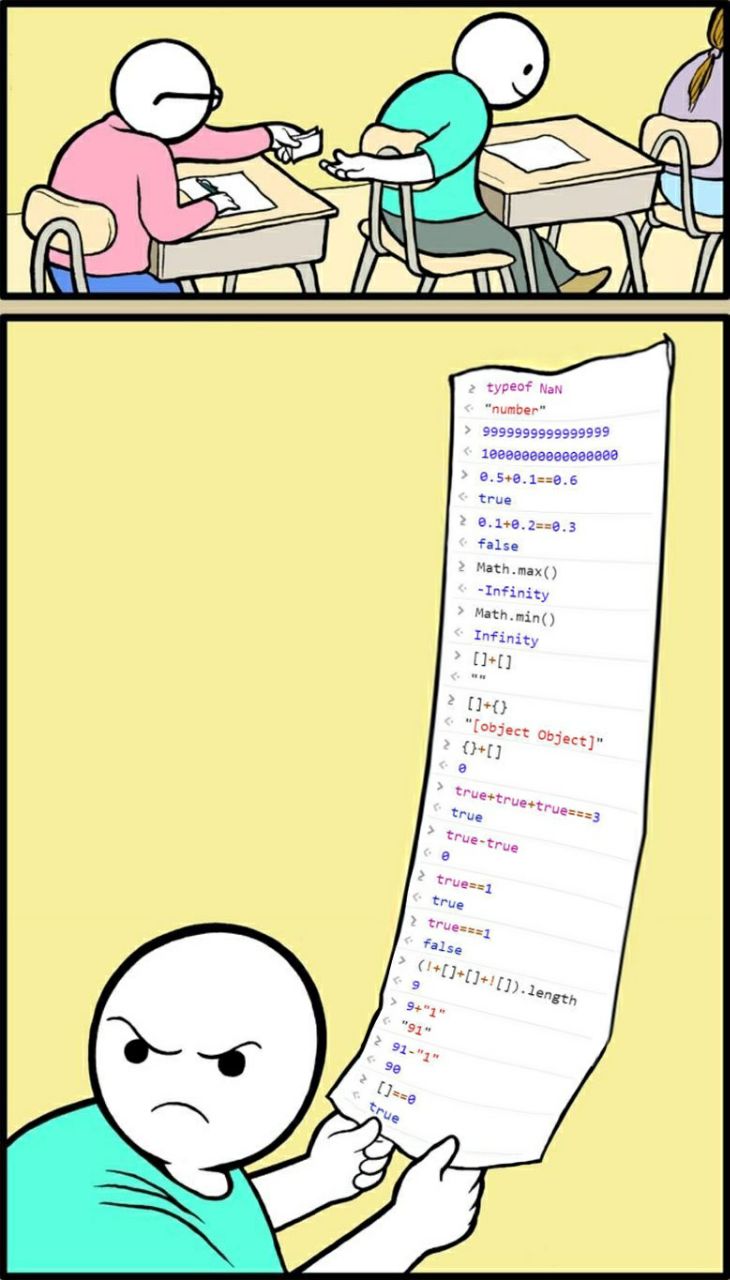 > typeof NaN
<· "number"
> 9999999999999999
<· 10000000000000000
> 0.5+0.1==0.6
<· true
> 0.1+0.2==0.3
<· false
> Math.max()
<· -Infinity
> Math.min()
<· Infinity
> []+[]
<· ""
> []+{}
<· "[object Object]"
> {}+[]
<· 0
> true+true+true===3
<· true
> true-true
<· 0
> true==1
<· true
> true===1
<· false
> (!+[]+[]+![]).length
<· 9
> 9+"1"
<· "91"
> 91-"1"
<· 90
> []==0
<· true